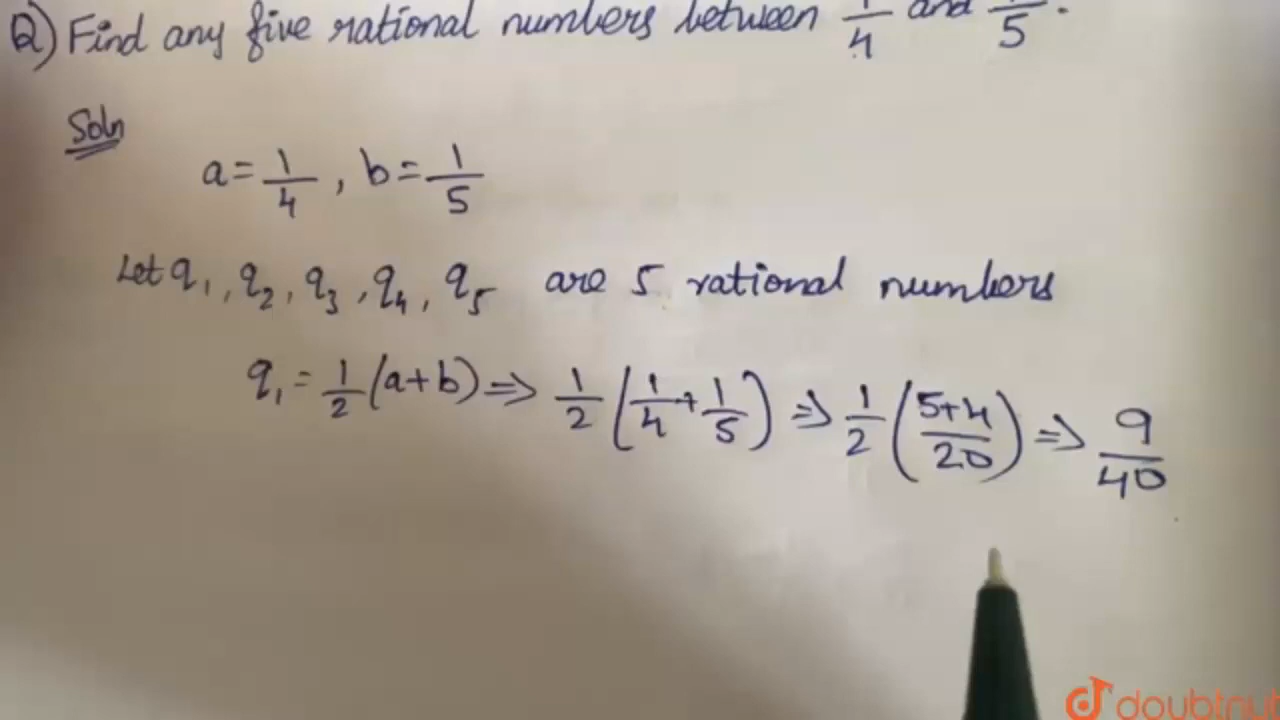 Q) Find any five rational numbers between 1/4 and 1/5.
Soln
a = 1/4, b = 1/5
Let q₁, q₂, q₃, q₄, q₅ are 5 rational numbers
q₁ = 1/2 (a+b) ⇒ 1/2 (1/4 + 1/5) ⇒ 1/2 ((5+4)/20) ⇒ 9/40
doubtnut